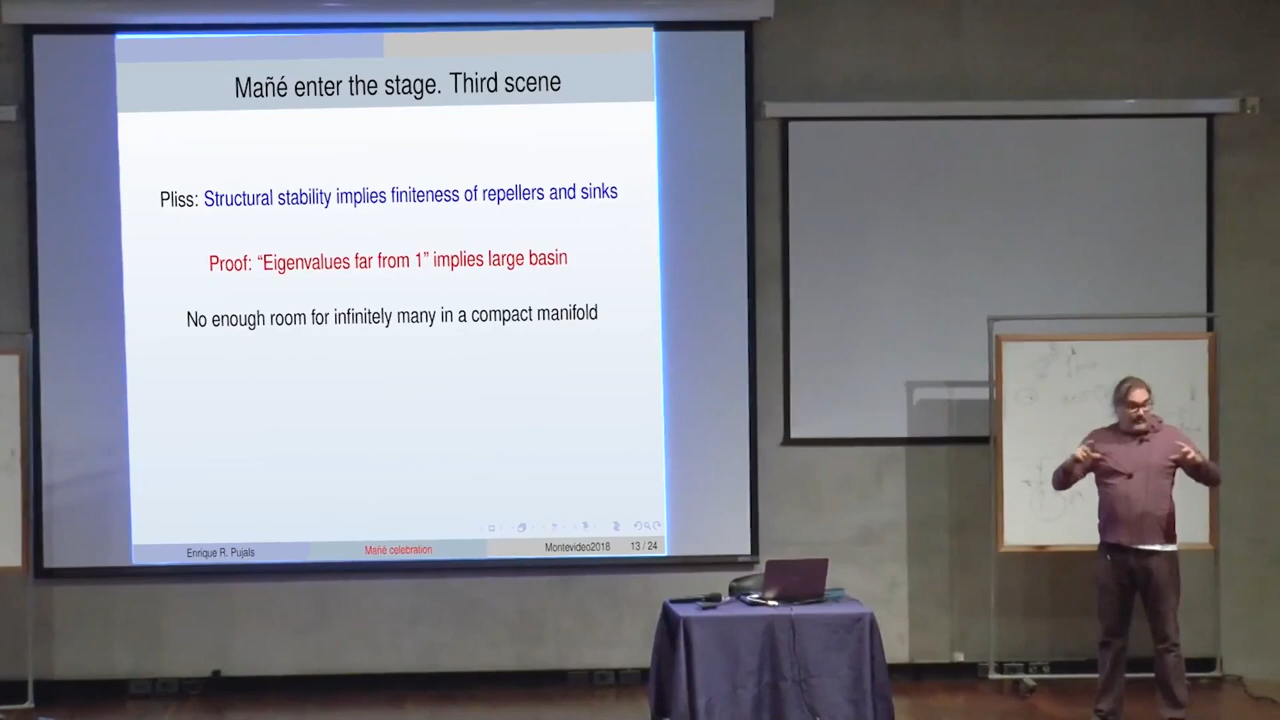 Mañé enter the stage. Third scene
Pliss: Structural stability implies finiteness of repellers and sinks
Proof: “Eigenvalues far from 1” implies large basin
No enough room for infinitely many in a compact manifold
Enrique R. Pujals
Mañé celebration
Montevideo2018
13 / 24